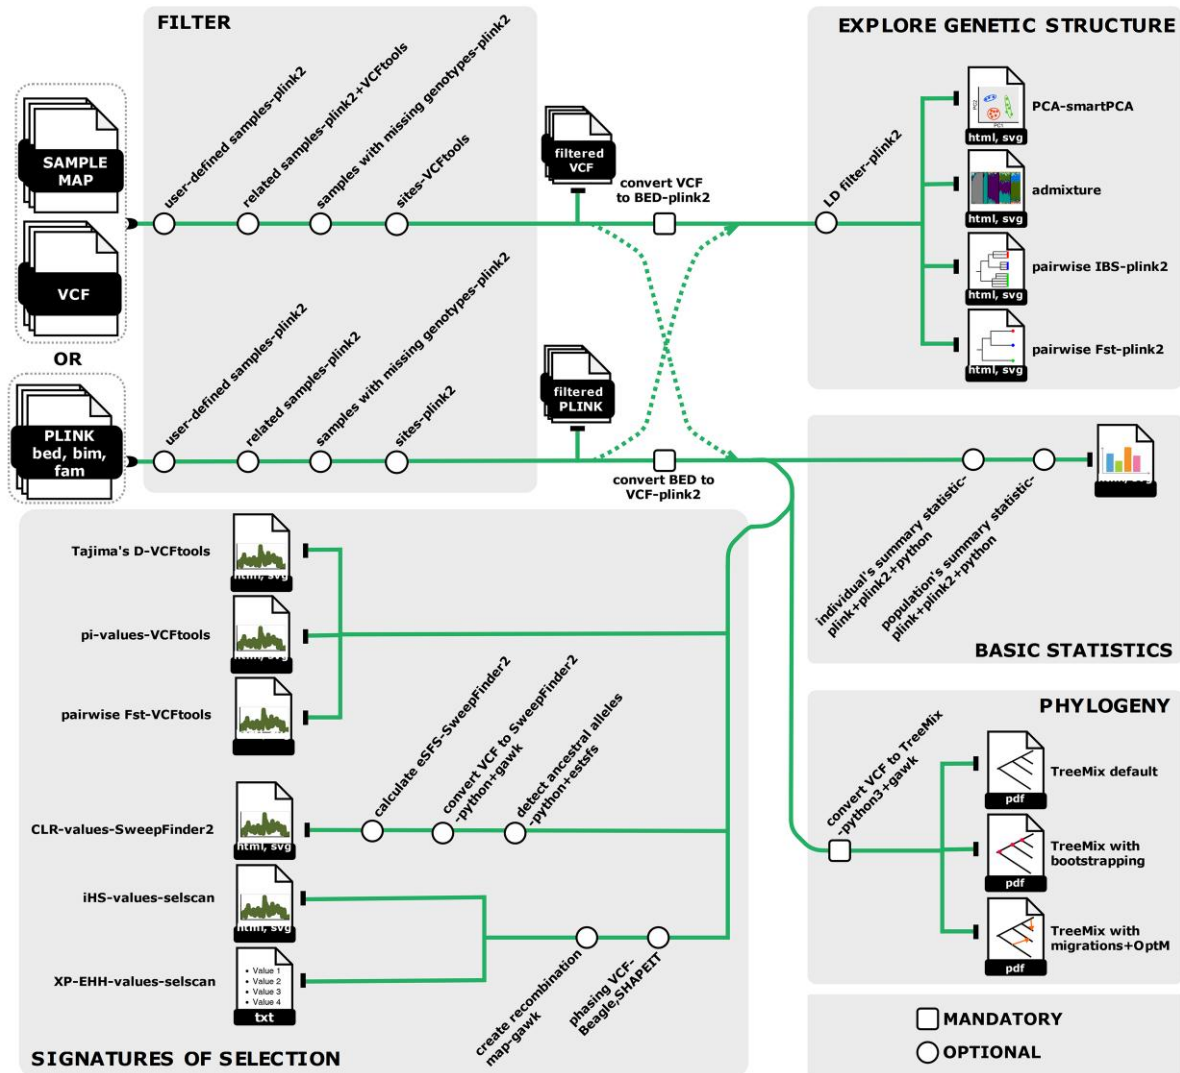 FILTER
user-defined samples-plink2
related samples-plink2+VCFtools
samples with missing genotypes-plink2
sites-VCFtools
SAMPLE
MAP
VCF
OR
PLINK
bed, bim,
fam
user-defined samples-plink2
related samples-plink2
samples with missing genotypes-plink2
sites-plink2
filtered
VCF
convert VCF
to BED-plink2
filtered
PLINK
convert BED to
VCF-plink2
EXPLORE GENETIC STRUCTURE
LD filter-plink2
PC2
PC1
html, svg
PCA-smartPCA
html, svg
admixture
html, svg
pairwise IBS-plink2
html, svg
pairwise Fst-plink2
individual's summary statistic-
plink+plink2+python
population's summary statistic-
plink+plink2+python
BASIC STATISTICS
PHYLOGENY
convert VCF to TreeMix
-python3+gawk
pdf
TreeMix default
pdf
TreeMix with
bootstrapping
pdf
TreeMix with
migrations+OptM
MANDATORY
OPTIONAL
Tajima's D-VCFtools
html, svg
pi-values-VCFtools
html, svg
pairwise Fst-VCFtools
CLR-values-SweepFinder2
html, svg
calculate eSFS-SweepFinder2
convert VCF to SweepFinder2
-python+gawk
detect ancestral alleles
-python+estsfs
iHS-values-selscan
html, svg
XP-EHH-values-selscan
• Value 1
• Value 2
• Value 3
• Value 4
txt
create recombination
map-gawk
phasing VCF-
Beagle,SHAPEIT
SIGNATURES OF SELECTION